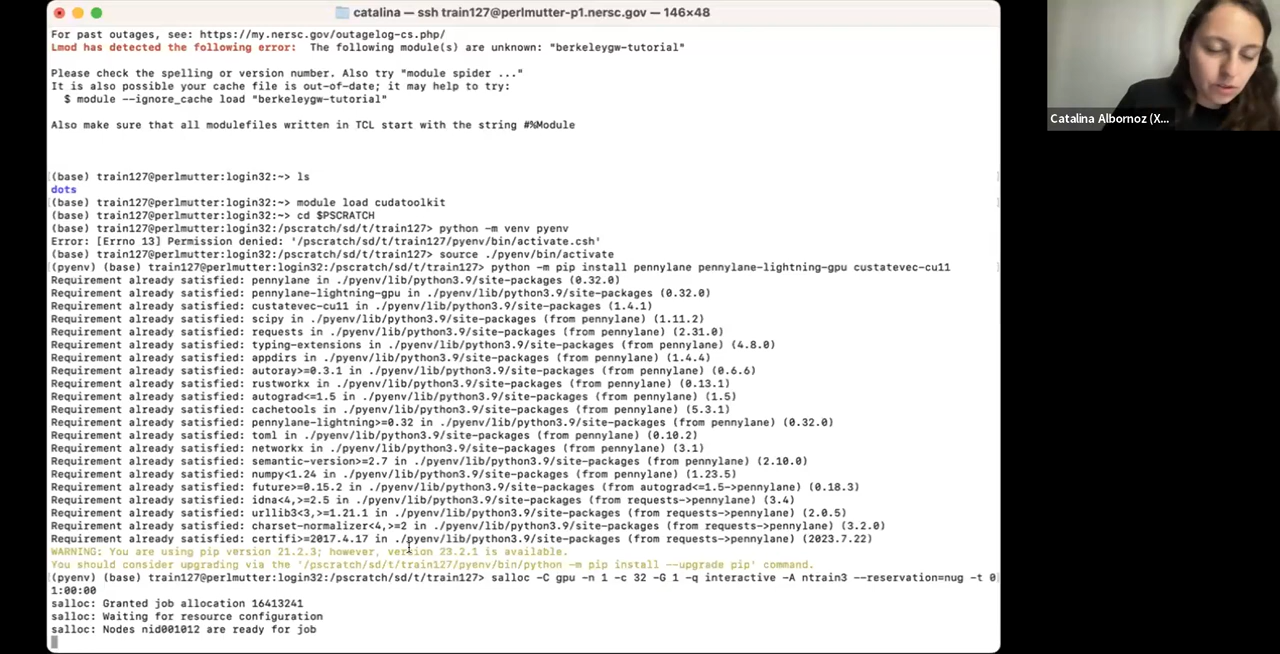 catalina — ssh train127@perlmutter-p1.nersc.gov — 146×48
For past outages, see: https://my.nersc.gov/outagelog-cs.php/
Lmod has detected the following error:  The following module(s) are unknown: "berkeleygw-tutorial"
Please check the spelling or version number. Also try "module spider ..."
It is also possible your cache file is out-of-date; it may help to try:
  $ module --ignore_cache load "berkeleygw-tutorial"
Also make sure that all modulefiles written in TCL start with the string #%Module
(base) train127@perlmutter:login32:~> ls
dots
(base) train127@perlmutter:login32:~> module load cudatoolkit
(base) train127@perlmutter:login32:~> cd $PSCRATCH
(base) train127@perlmutter:login32:/pscratch/sd/t/train127> python -m venv pyenv
Error: [Errno 13] Permission denied: '/pscratch/sd/t/train127/pyenv/bin/activate.csh'
(base) train127@perlmutter:login32:/pscratch/sd/t/train127> source ./pyenv/bin/activate
(pyenv) (base) train127@perlmutter:login32:/pscratch/sd/t/train127> python -m pip install pennylane pennylane-lightning-gpu custatevec-cu11
Requirement already satisfied: pennylane in ./pyenv/lib/python3.9/site-packages (0.32.0)
Requirement already satisfied: pennylane-lightning-gpu in ./pyenv/lib/python3.9/site-packages (0.32.0)
Requirement already satisfied: custatevec-cu11 in ./pyenv/lib/python3.9/site-packages (1.4.1)
Requirement already satisfied: scipy in ./pyenv/lib/python3.9/site-packages (from pennylane) (1.11.2)
Requirement already satisfied: requests in ./pyenv/lib/python3.9/site-packages (from pennylane) (2.31.0)
Requirement already satisfied: typing-extensions in ./pyenv/lib/python3.9/site-packages (from pennylane) (4.8.0)
Requirement already satisfied: appdirs in ./pyenv/lib/python3.9/site-packages (from pennylane) (1.4.4)
Requirement already satisfied: autoray>=0.3.1 in ./pyenv/lib/python3.9/site-packages (from pennylane) (0.6.6)
Requirement already satisfied: rustworkx in ./pyenv/lib/python3.9/site-packages (from pennylane) (0.13.1)
Requirement already satisfied: autograd<=1.5 in ./pyenv/lib/python3.9/site-packages (from pennylane) (1.5)
Requirement already satisfied: cachetools in ./pyenv/lib/python3.9/site-packages (from pennylane) (5.3.1)
Requirement already satisfied: pennylane-lightning>=0.32 in ./pyenv/lib/python3.9/site-packages (from pennylane) (0.32.0)
Requirement already satisfied: toml in ./pyenv/lib/python3.9/site-packages (from pennylane) (0.10.2)
Requirement already satisfied: networkx in ./pyenv/lib/python3.9/site-packages (from pennylane) (3.1)
Requirement already satisfied: semantic-version>=2.7 in ./pyenv/lib/python3.9/site-packages (from pennylane) (2.10.0)
Requirement already satisfied: numpy<1.24 in ./pyenv/lib/python3.9/site-packages (from pennylane) (1.23.5)
Requirement already satisfied: future>=0.15.2 in ./pyenv/lib/python3.9/site-packages (from autograd<=1.5->pennylane) (0.18.3)
Requirement already satisfied: idna<4,>=2.5 in ./pyenv/lib/python3.9/site-packages (from requests->pennylane) (3.4)
Requirement already satisfied: urllib3<3,>=1.21.1 in ./pyenv/lib/python3.9/site-packages (from requests->pennylane) (2.0.5)
Requirement already satisfied: charset-normalizer<4,>=2 in ./pyenv/lib/python3.9/site-packages (from requests->pennylane) (3.2.0)
Requirement already satisfied: certifi>=2017.4.17 in ./pyenv/lib/python3.9/site-packages (from requests->pennylane) (2023.7.22)
WARNING: You are using pip version 21.2.3; however, version 23.2.1 is available.
You should consider upgrading via the '/pscratch/sd/t/train127/pyenv/bin/python -m pip install --upgrade pip' command.
(pyenv) (base) train127@perlmutter:login32:/pscratch/sd/t/train127> salloc -C gpu -n 1 -c 32 -G 1 -q interactive -A ntrain3 --reservation=nug -t 0
1:00:00
salloc: Granted job allocation 16413241
salloc: Waiting for resource configuration
salloc: Nodes nid001012 are ready for job
Catalina Albornoz (X...